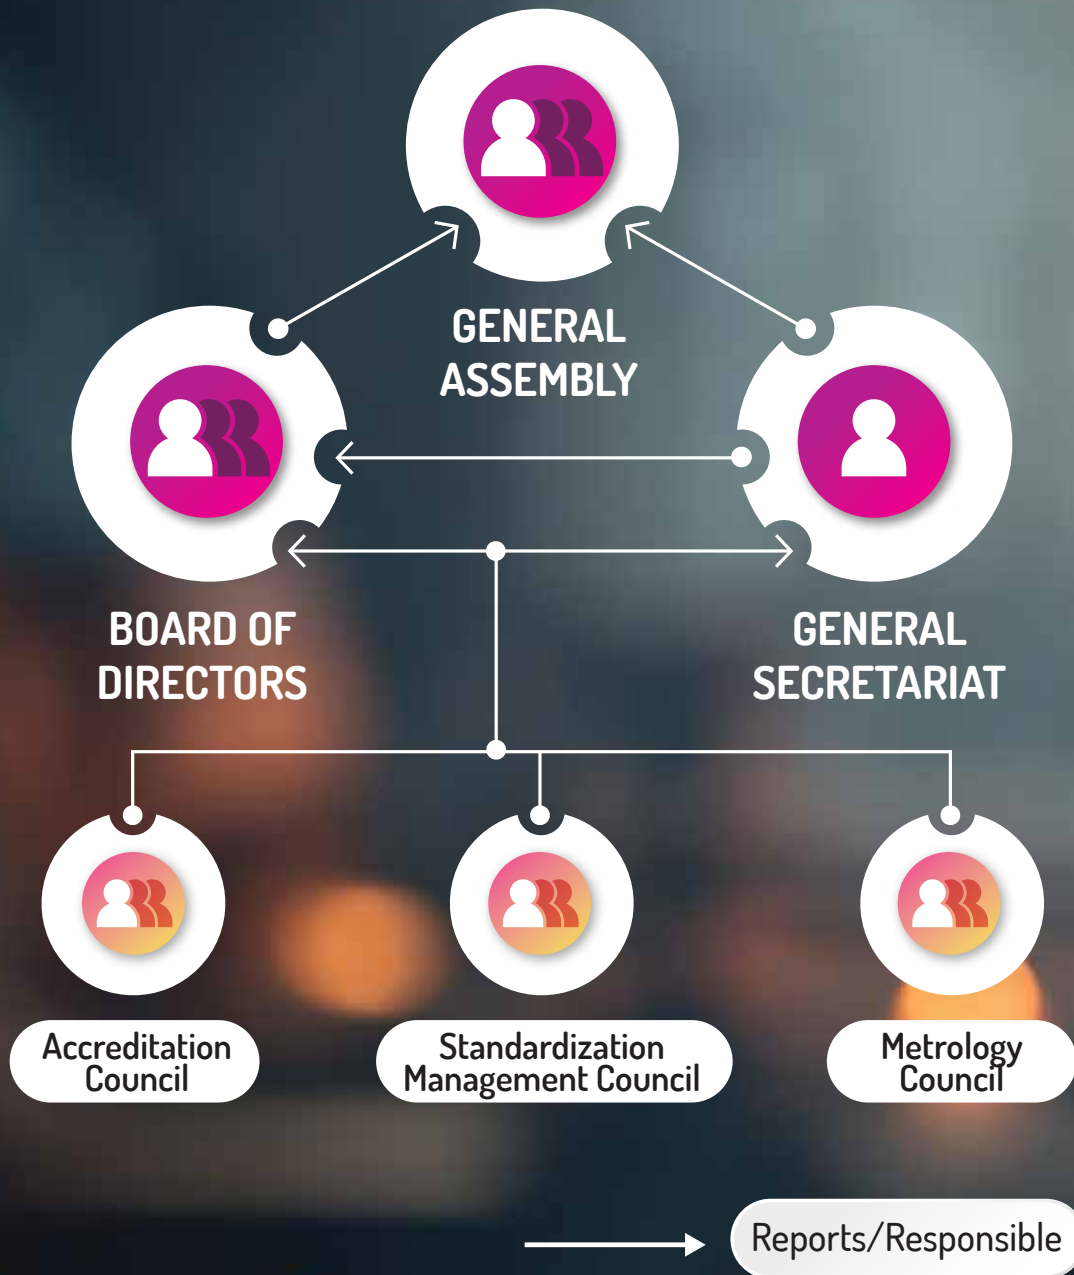 GENERAL
ASSEMBLY
BOARD OF
DIRECTORS
GENERAL
SECRETARIAT
Accreditation
Council
Standardization
Management Council
Metrology
Council
Reports/Responsible